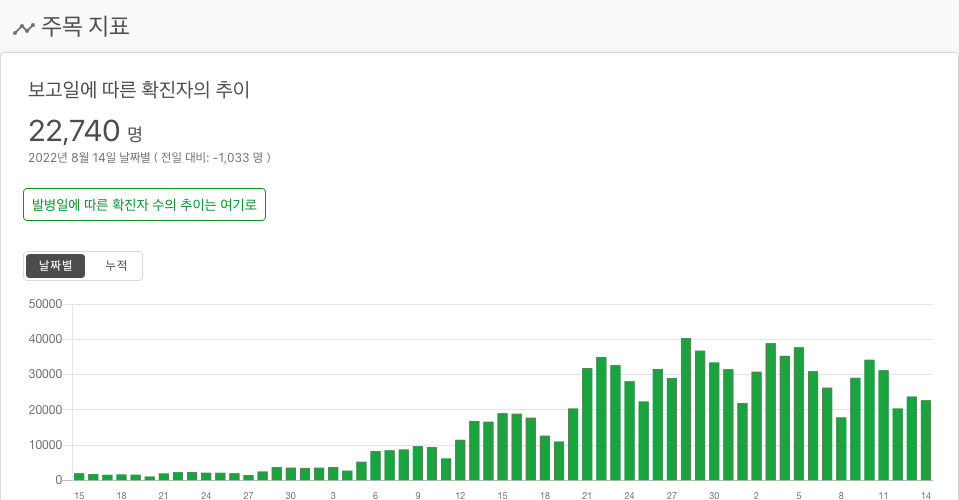 주목 지표
보고일에 따른 확진자의 추이
22,740 명
2022년 8월 14일 날짜별 ( 전일 대비: -1,033 명 )
발병일에 따른 확진자 수의 추이는 여기로
날짜별 누적
50000
40000
30000
20000
10000
0
15 18 21 24 27 30 3 6 9 12 15 18 21 24 27 30 2 5 8 11 14